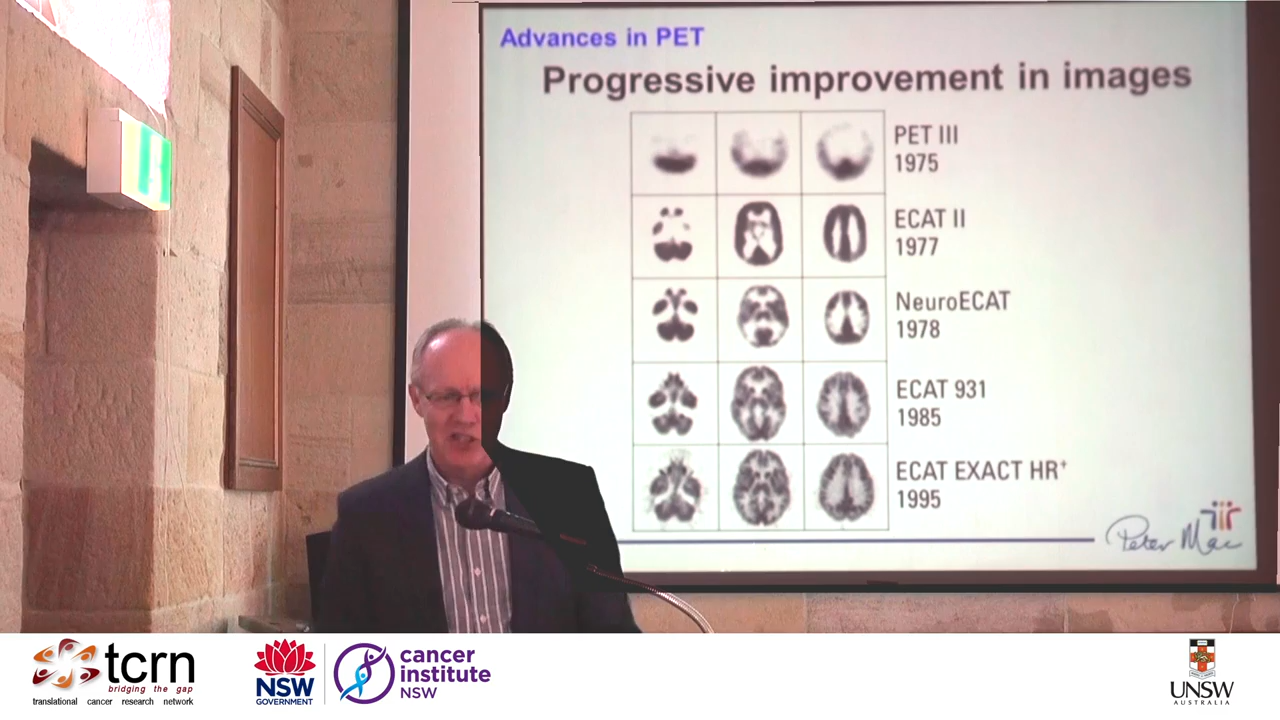 Advances in PET
Progressive improvement in images
PET III
1975
ECAT II
1977
NeuroECAT
1978
ECAT 931
1985
ECAT EXACT HR+
1995
Peter Mac
tcrn
bridging the gap
translational cancer research network
NSW
GOVERNMENT
cancer
institute
NSW
UNSW
AUSTRALIA